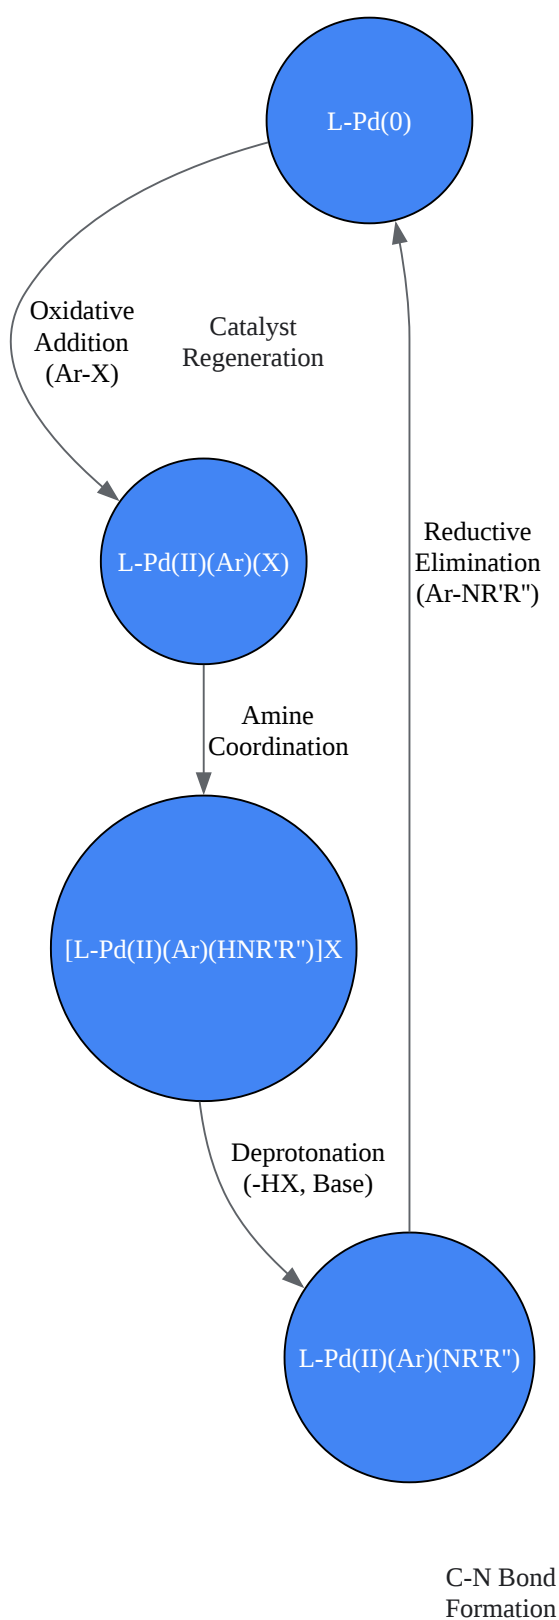 L-Pd(0)
Oxidative
Addition
(Ar-X)
Catalyst
Regeneration
L-Pd(II)(Ar)(X)
Reductive
Elimination
(Ar-NR'R'')
Amine
Coordination
[L-Pd(II)(Ar)(HNR'R'')]X
Deprotonation
(-HX, Base)
L-Pd(II)(Ar)(NR'R'')
C-N Bond
Formation